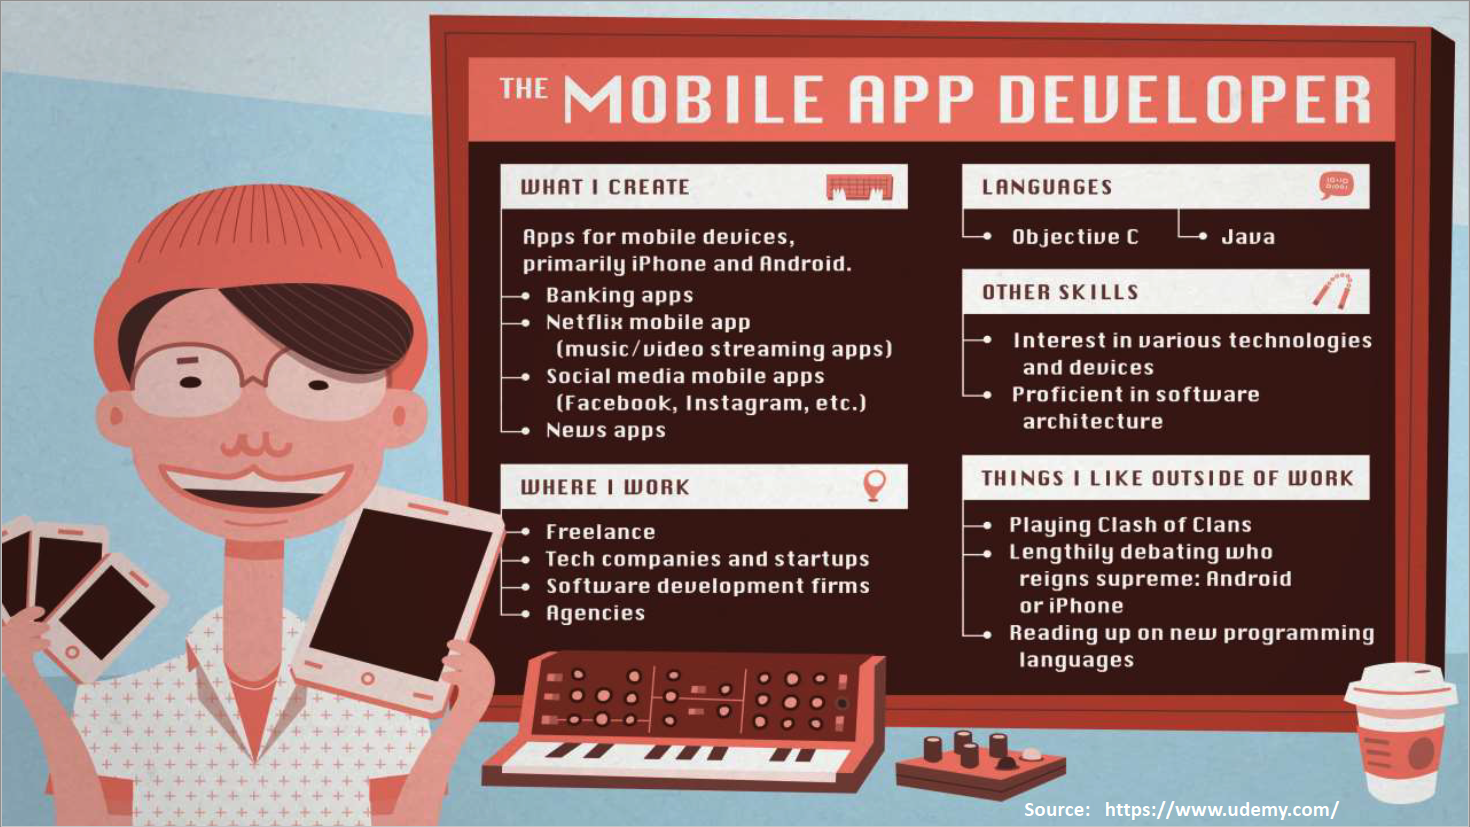 THE MOBILE APP DEVELOPER
WHAT I CREATE
Apps for mobile devices,
primarily iPhone and Android.
Banking apps
Netflix mobile app
(music/video streaming apps)
Social media mobile apps
(Facebook, Instagram, etc.)
News apps
WHERE I WORK
Freelance
Tech companies and startups
Software development firms
Agencies
LANGUAGES
Objective C
Java
OTHER SKILLS
Interest in various technologies
and devices
Proficient in software
architecture
THINGS I LIKE OUTSIDE OF WORK
Playing Clash of Clans
Lengthily debating who
reigns supreme: Android
or iPhone
Reading up on new programming
languages
Source: https://www.udemy.com/